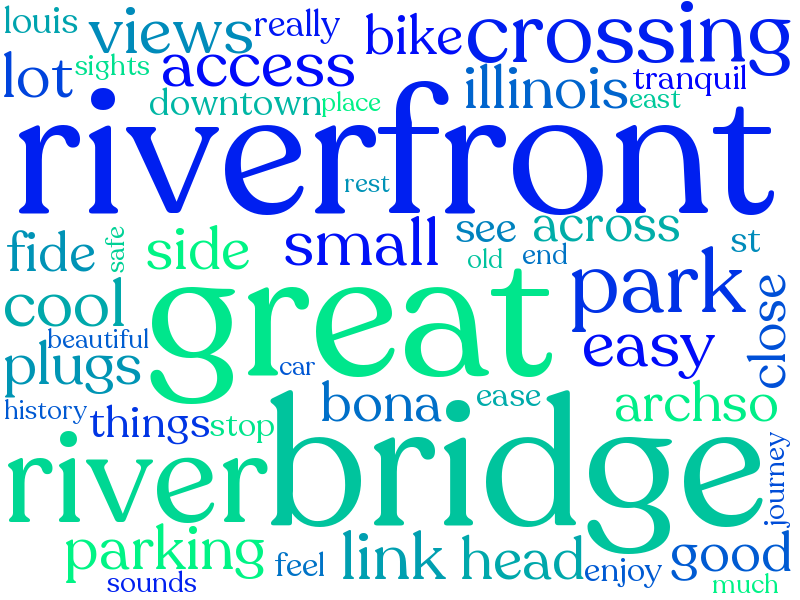 louis views really bike crossing
lot sights access illinois tranquil
downtown place east
riverfront
rest
fide safe side small see across st
old end
cool great park close
beautiful easy
plugs car
history things stop bona ease archso
river bridge journey
parking feel link head enjoy good
sounds much